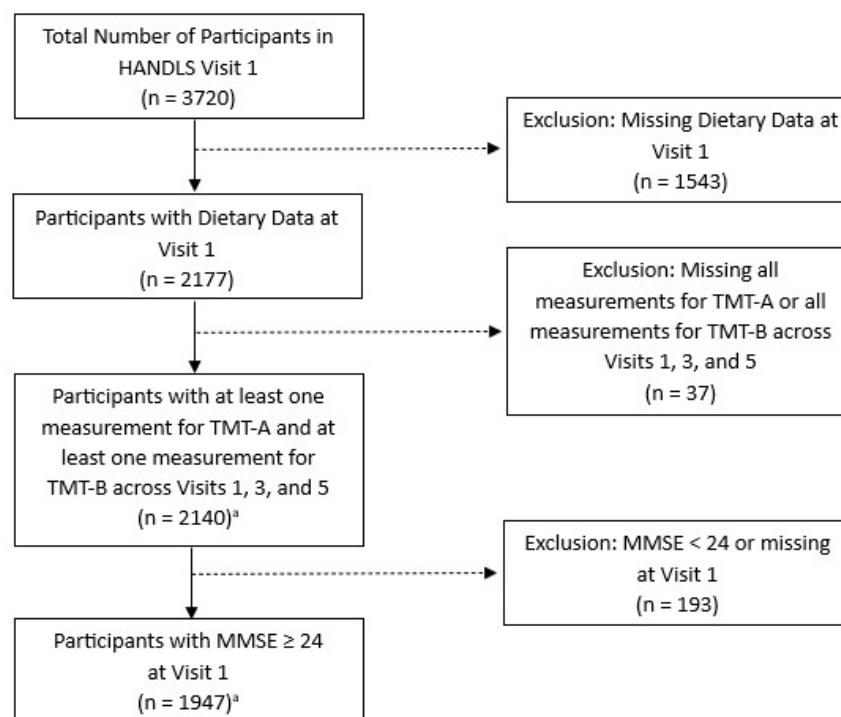 Total Number of Participants in
HANDLS Visit 1
(n = 3720)
Exclusion: Missing Dietary Data at
Visit 1
(n = 1543)
Participants with Dietary Data at
Visit 1
(n = 2177)
Exclusion: Missing all
measurements for TMT-A or all
measurements for TMT-B across
Visits 1, 3, and 5
(n = 37)
Participants with at least one
measurement for TMT-A and at
least one measurement for
TMT-B across Visits 1, 3, and 5
(n = 2140)ᵃ
Exclusion: MMSE < 24 or missing
at Visit 1
(n = 193)
Participants with MMSE ≥ 24
at Visit 1
(n = 1947)ᵃ